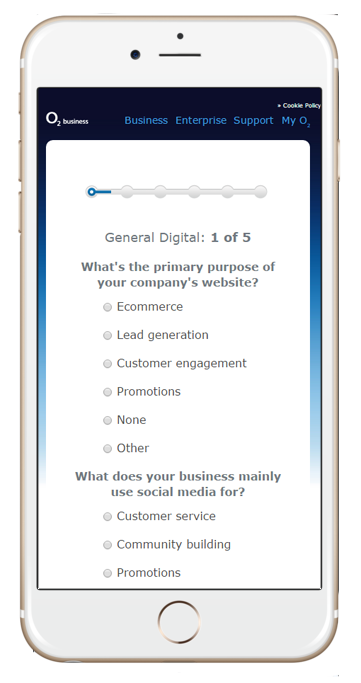 » Cookie Policy
O2 business
Business Enterprise Support My O2
General Digital: 1 of 5
What's the primary purpose of
your company's website?
Ecommerce
Lead generation
Customer engagement
Promotions
None
Other
What does your business mainly
use social media for?
Customer service
Community building
Promotions